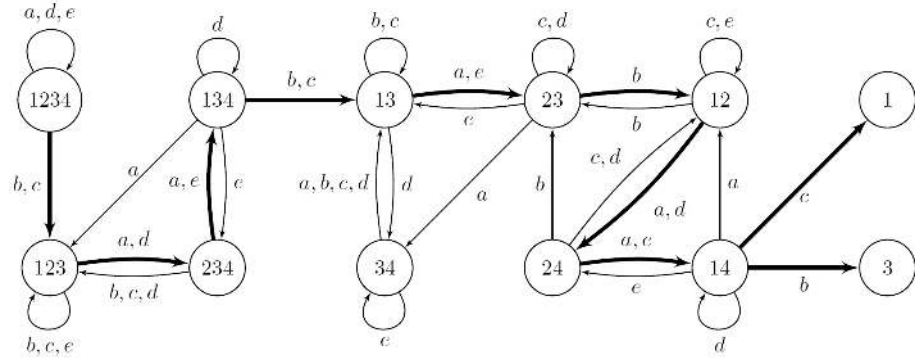 a, d, e
d
b, c
c, d
c, e
1234
134
b, c
13
a, e
23
b
12
1
e
b
b, c
a
a, e
e
a, b, c, d
d
a
b
c, d
a, d
a
c
123
a, d
234
34
24
a, e
14
3
b, c, d
e
b
b, c, e
e
d